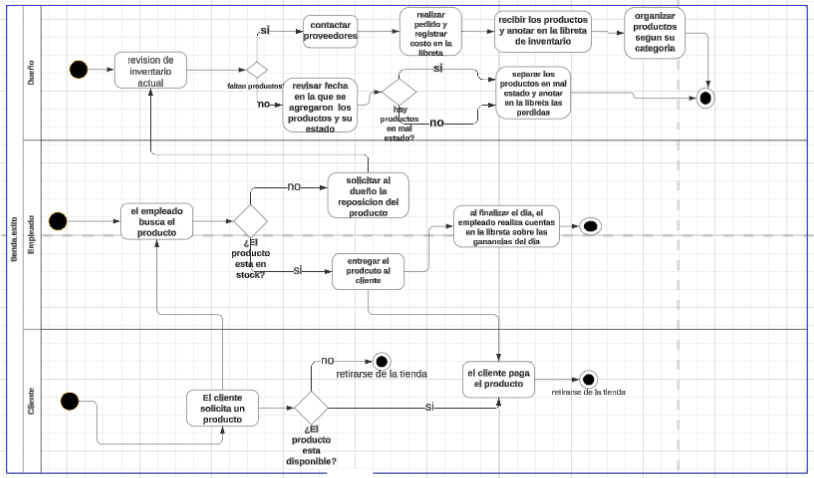 tienda exito
Dueño
revision de
inventario
actual
faltan productos?
si
contactar
proveedores
realizar
pedido y
registrar
costo en la
libreta
recibir los productos
y anotar en la libreta
de inventario
organizar
productos
segun su
categoria
no
revisar fecha
en la que se
agregaron los
productos y su
estado
hay
productos
en mal
estado?
si
no
separar los
productos en mal
estado y anotar
en la libreta las
perdidas
Empleado
el empleado
busca el
producto
¿El
producto
esta en
stock?
no
solicitar al
dueño la
reposicion del
producto
si
entregar el
prodcuto al
cliente
al finalizar el dia, el
empleado realiza cuentas
en la libreta sobre las
ganancias del dia
Cliente
El cliente
solicita un
producto
¿El
producto
esta
disponible?
no
retirarse de la tienda
si
el cliente paga
el producto
retirarse de la tienda